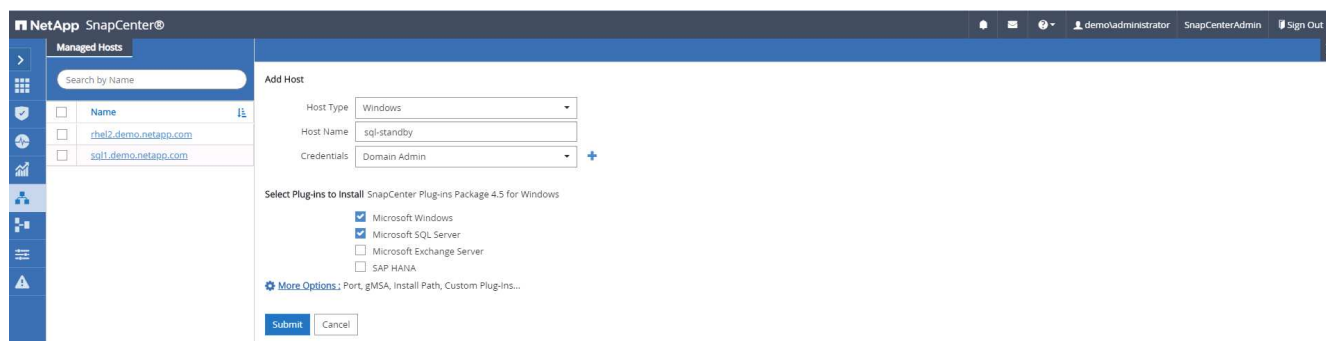 NetApp SnapCenter®
demo\administrator SnapCenterAdmin Sign Out
Managed Hosts
Search by Name
Name
rhel2.demo.netapp.com
sql1.demo.netapp.com
Add Host
Host Type Windows
Host Name sql-standby
Credentials Domain Admin
Select Plug-ins to Install SnapCenter Plug-ins Package 4.5 for Windows
Microsoft Windows
Microsoft SQL Server
Microsoft Exchange Server
SAP HANA
More Options : Port, gMSA, Install Path, Custom Plug-Ins...
Submit Cancel